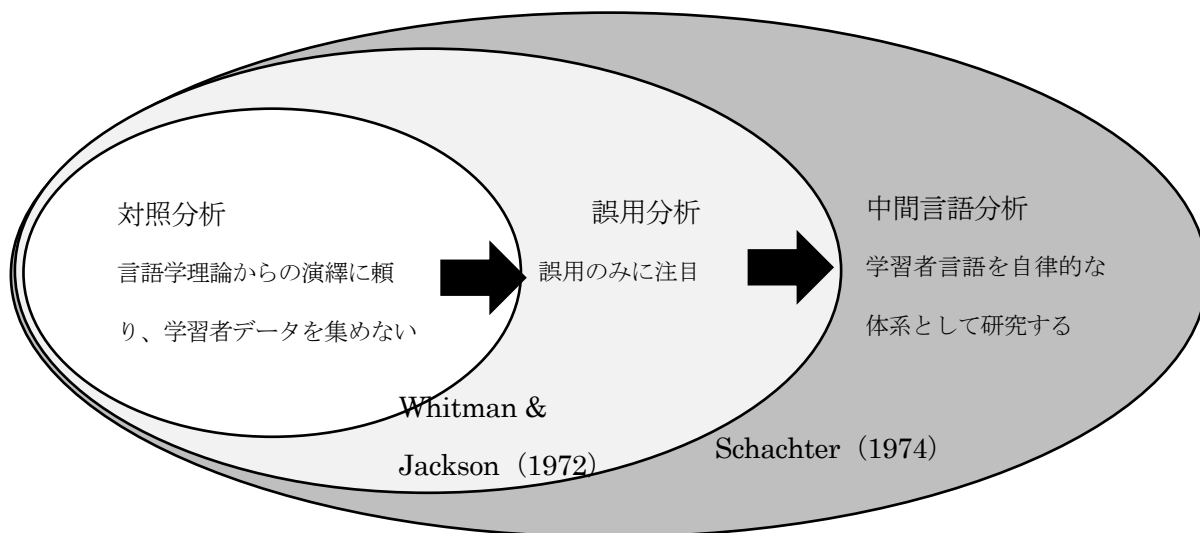 対照分析
言語学理論からの演繹に頼
り、学習者データを集めない
誤用分析
誤用のみに注目
中間言語分析
学習者言語を自律的な
体系として研究する
Whitman &
Jackson（1972）
Schachter（1974）